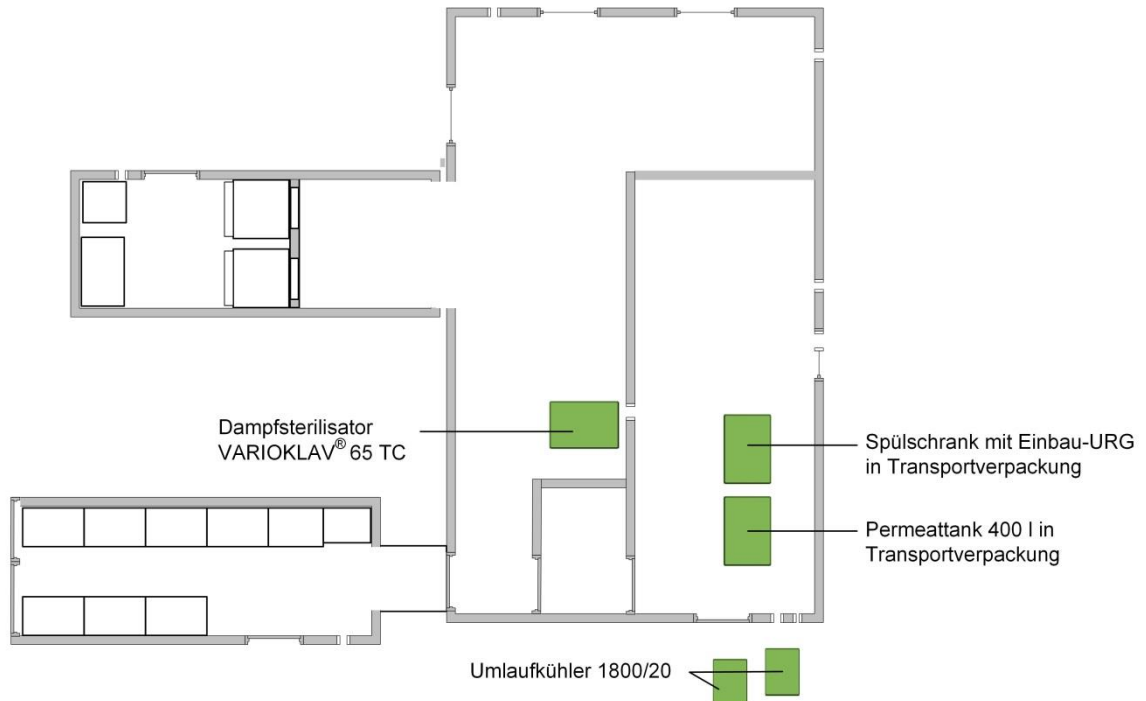 Dampfsterilisator
VARIOKLAV® 65 TC
Spülschrank mit Einbau-URG
in Transportverpackung
Permeattank 400 l in
Transportverpackung
Umlaufkühler 1800/20